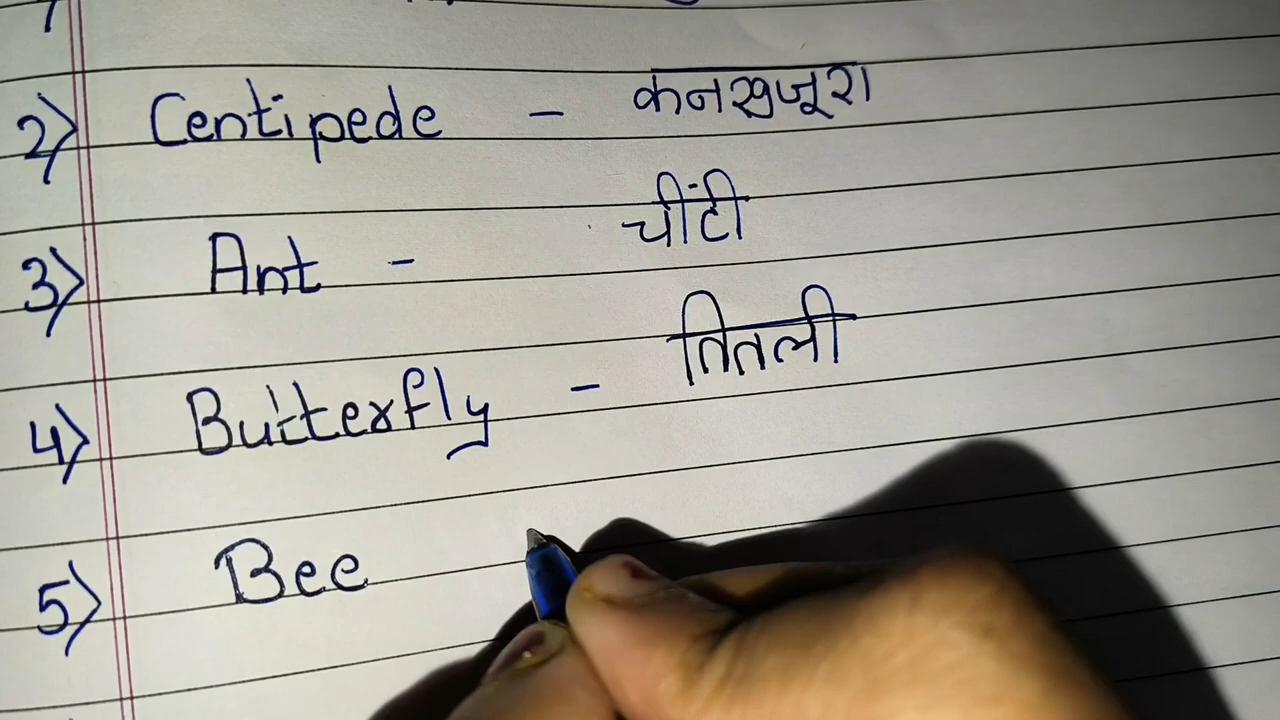 2) Centipede - कनखजूरा
3) Ant - चींटी
4) Butterfly - तितली
5) Bee